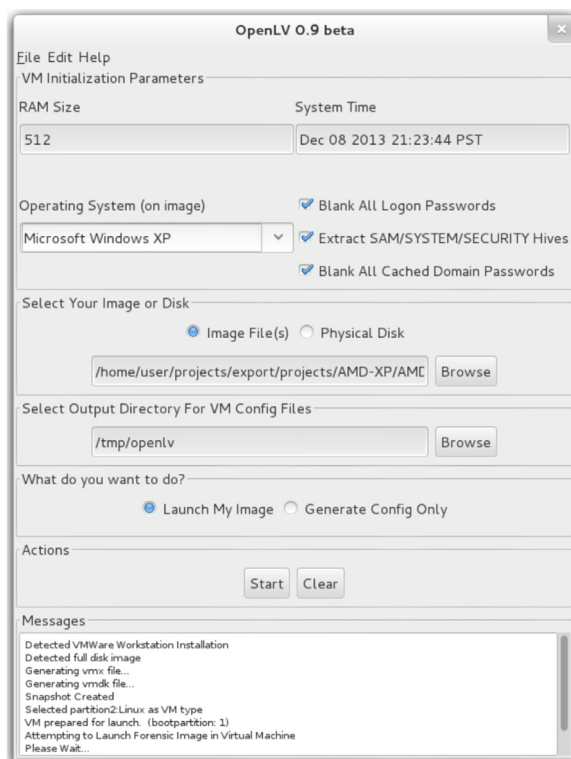 OpenLV 0.9 beta
File Edit Help
VM Initialization Parameters
RAM Size System Time
512 Dec 08 2013 21:23:44 PST
Operating System (on image) Blank All Logon Passwords
Microsoft Windows XP Extract SAM/SYSTEM/SECURITY Hives
Blank All Cached Domain Passwords
Select Your Image or Disk
Image File(s) Physical Disk
/home/user/projects/export/projects/AMD-XP/AMD Browse
Select Output Directory For VM Config Files
/tmp/openlv Browse
What do you want to do?
Launch My Image Generate Config Only
Actions
Start Clear
Messages
Detected VMWare Workstation Installation
Detected full disk image
Generating vmx file...
Generating vmdk file...
Snapshot Created
Selected partition2:Linux as VM type
VM prepared for launch. (bootpartition: 1)
Attempting to Launch Forensic Image in Virtual Machine
Please Wait...